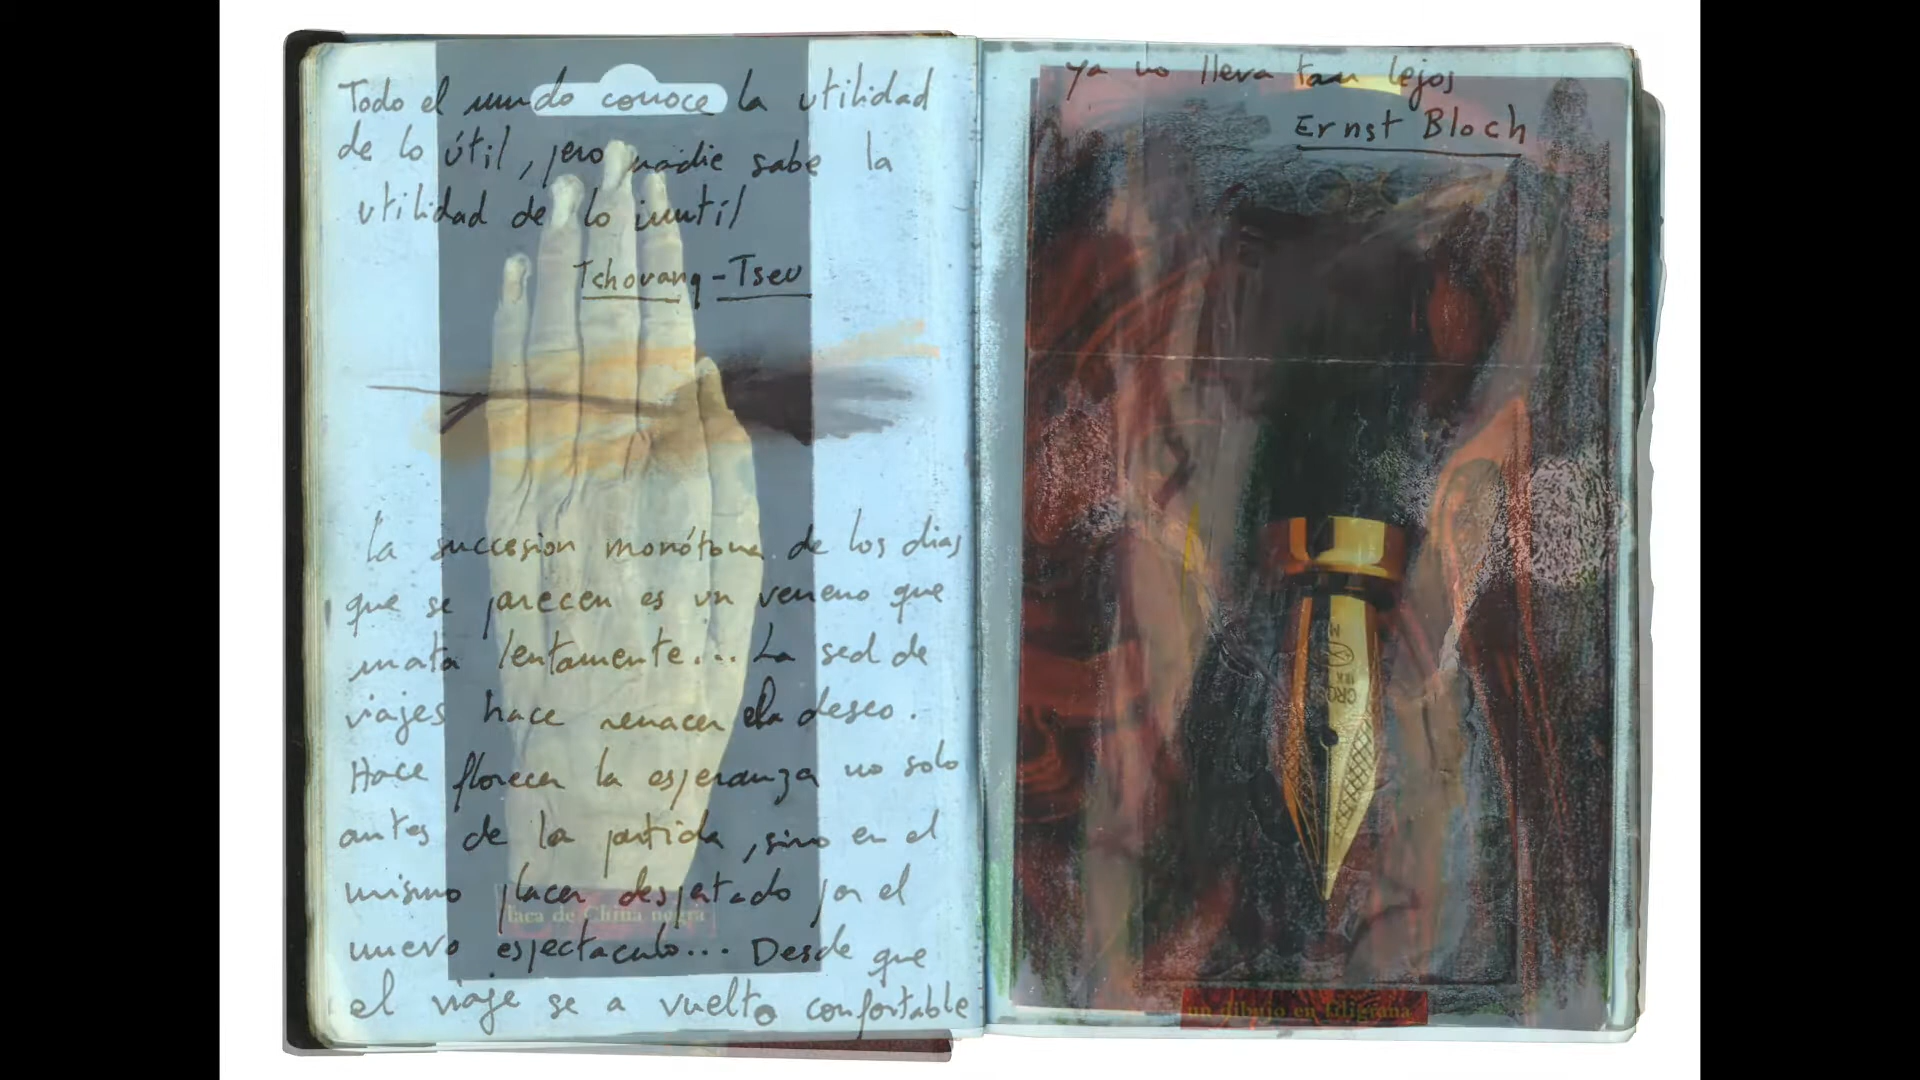 Todo el mundo conoce la utilidad
de lo útil, pero nadie sabe la
utilidad de lo inutíl
Tchouang-Tseu
La succesion monótona de los dias
que se parecen es un veneno que
mata lentamente... La sed de
viajes hace renacer el deseo.
Hace florecer la esperanza no solo
antes de la partida, sino en el
mismo placer despertado por el
laca de China negra
nuevo espectaculo... Desde que
el viaje se a vuelto confortable
ya no lleva tan lejos
Ernst Bloch
M
18K
CROSS
un dibujo en filigrana